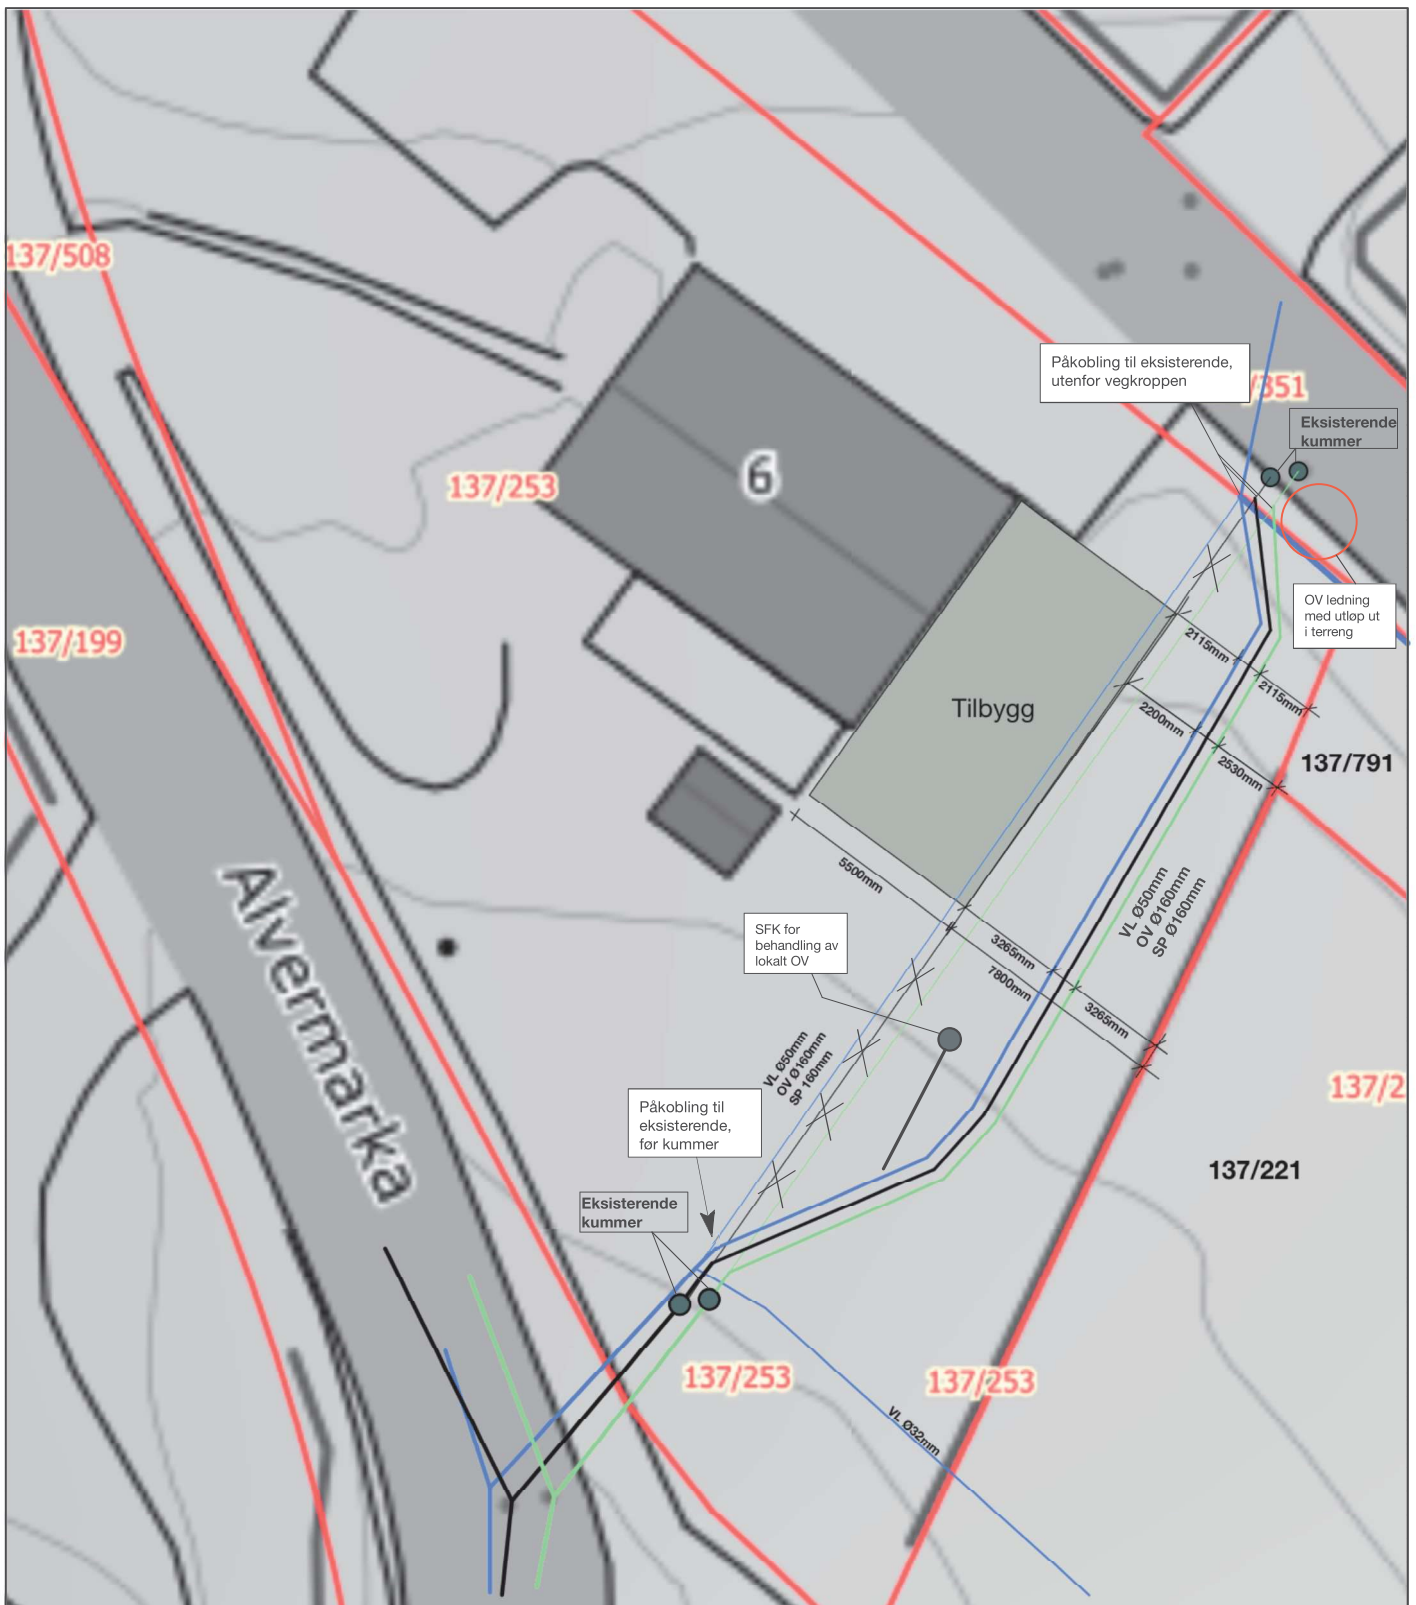 137/508
Påkobling til eksisterende,
utenfor vegkroppen
/351
Eksisterende
kummer
137/253
6
OV ledning
med utløp ut
i terreng
137/199
2115mm
2115mm
Tilbygg
2200mm
2530mm
137/791
5500mm
VL Ø50mm
OV Ø160mm
SP Ø160mm
Alvermarka
SFK for
behandling av
lokalt OV
3265mm
7800mm
3265mm
VL Ø50mm
OV Ø160mm
SP 160mm
137/2
Påkobling til
eksisterende,
før kummer
137/221
Eksisterende
kummer
137/253
137/253
VL Ø32mm